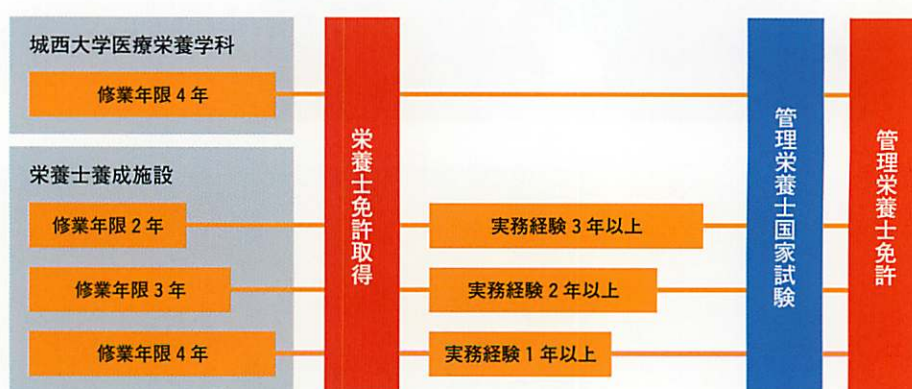 城西大学医療栄養学科
修業年限4年
栄養士養成施設
修業年限2年
修業年限3年
修業年限4年
栄養士免許取得
実務経験3年以上
実務経験2年以上
実務経験1年以上
管理栄養士国家試験
管理栄養士免許